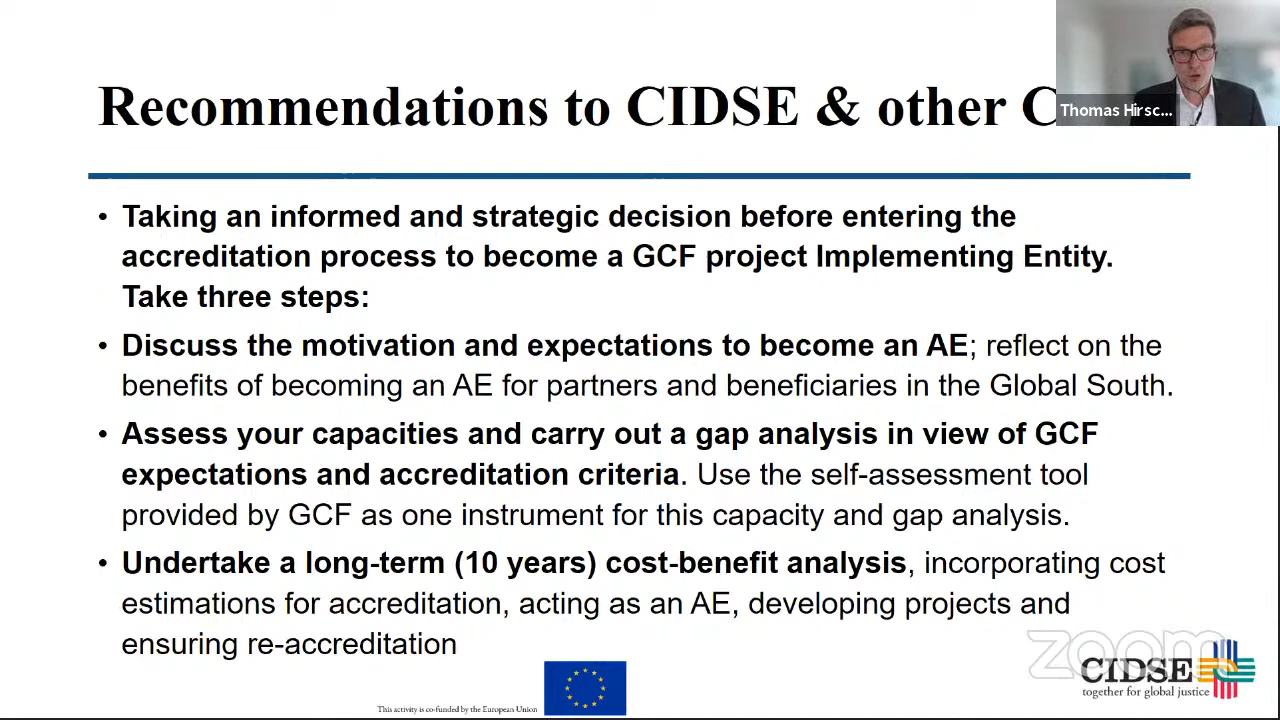 Recommendations to CIDSE & other C
Thomas Hirsc...
• Taking an informed and strategic decision before entering the
accreditation process to become a GCF project Implementing Entity.
Take three steps:
• Discuss the motivation and expectations to become an AE; reflect on the
benefits of becoming an AE for partners and beneficiaries in the Global South.
• Assess your capacities and carry out a gap analysis in view of GCF
expectations and accreditation criteria. Use the self-assessment tool
provided by GCF as one instrument for this capacity and gap analysis.
• Undertake a long-term (10 years) cost-benefit analysis, incorporating cost
estimations for accreditation, acting as an AE, developing projects and
ensuring re-accreditation
zoom
CIDSE
together for global justice
This activity is co-funded by the European Union